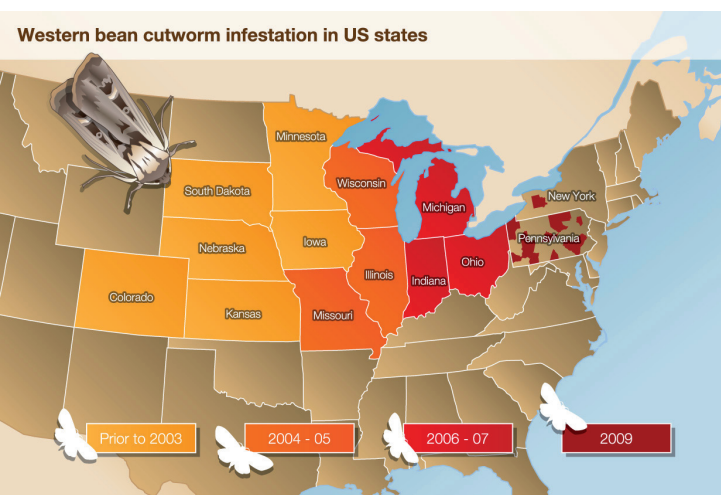 Western bean cutworm infestation in US states
Minnesota
South Dakota
Wisconsin
Michigan
New York
Pennsylvania
Nebraska
Iowa
Ohio
Illinois
Indiana
Colorado
Kansas
Missouri
Prior to 2003
2004 - 05
2006 - 07
2009